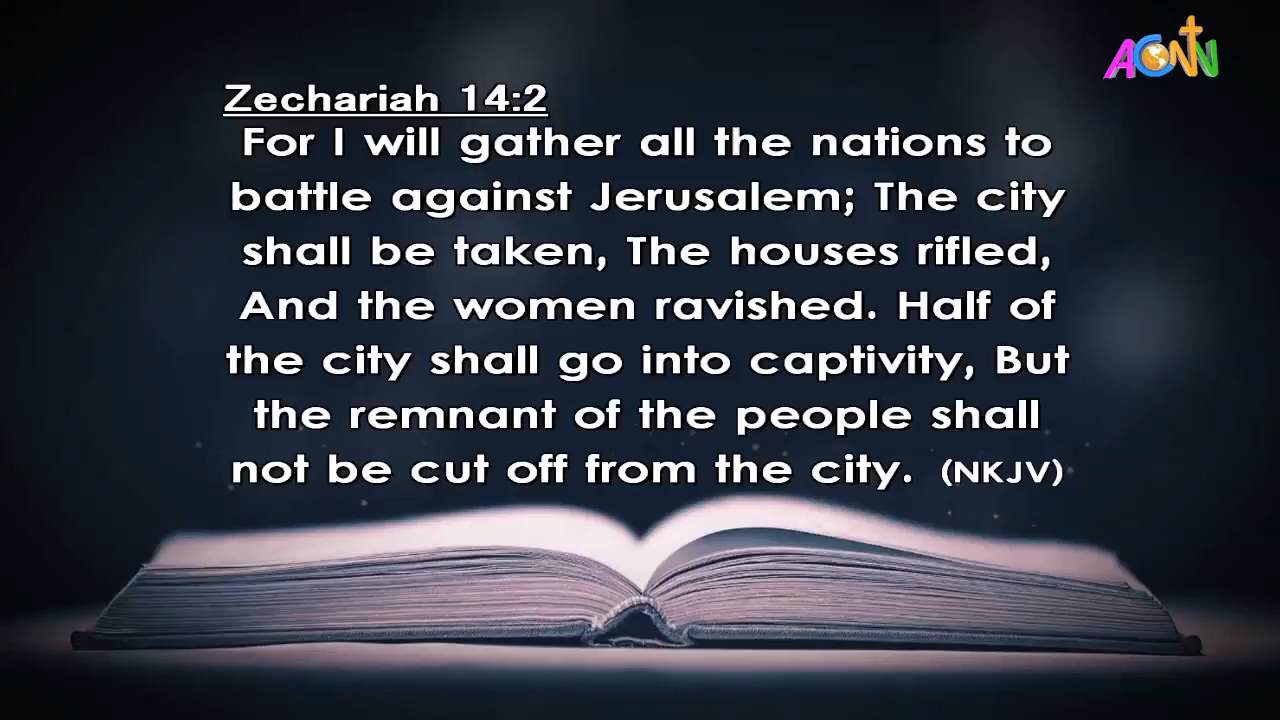 ACNN
Zechariah 14:2
For I will gather all the nations to
battle against Jerusalem; The city
shall be taken, The houses rifled,
And the women ravished. Half of
the city shall go into captivity, But
the remnant of the people shall
not be cut off from the city. (NKJV)